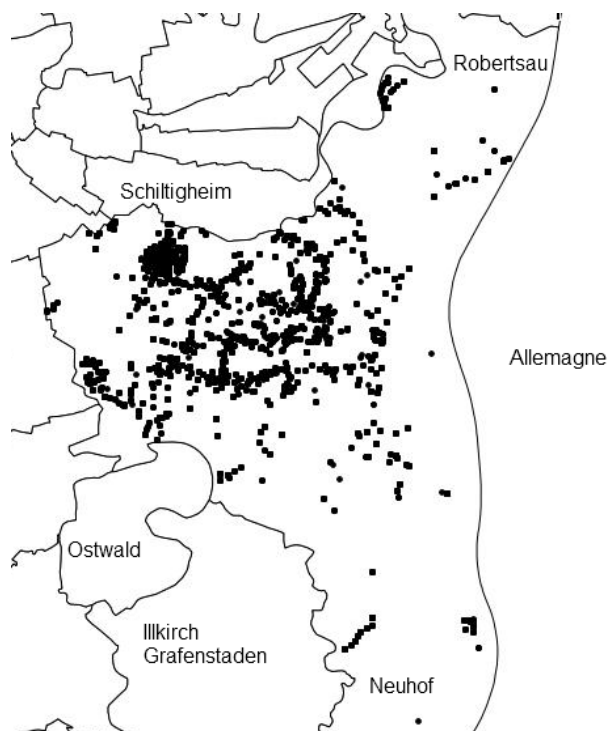 Robertsau
Schiltigheim
Allemagne
Ostwald
Illkirch
Grafenstaden
Neuhof